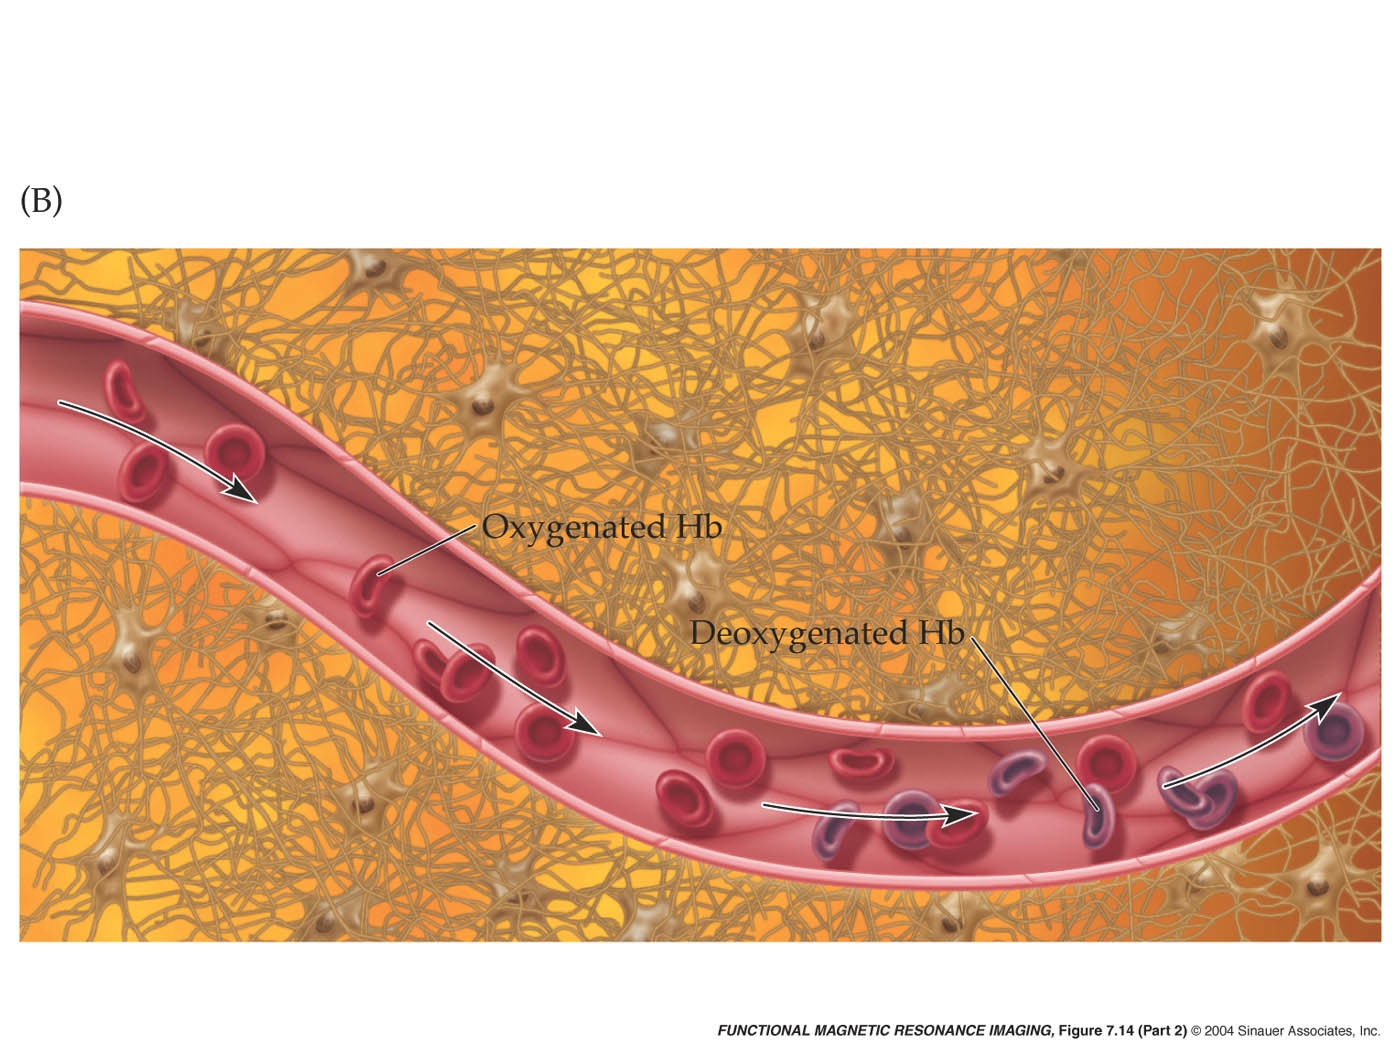 (B)
Oxygenated Hb
Deoxygenated Hb
FUNCTIONAL MAGNETIC RESONANCE IMAGING, Figure 7.14 (Part 2) © 2004 Sinauer Associates, Inc.